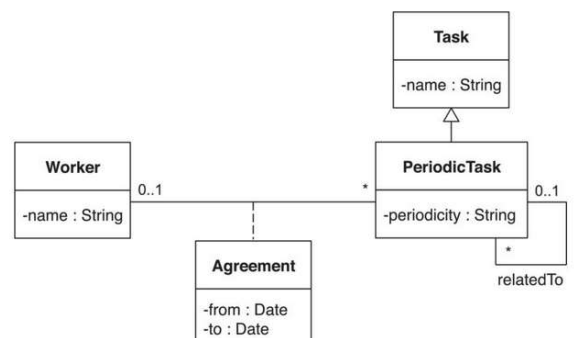 Task
-name : String
Worker
-name : String
0..1
*
PeriodicTask
-periodicity : String
0..1
*
relatedTo
Agreement
-from : Date
-to : Date